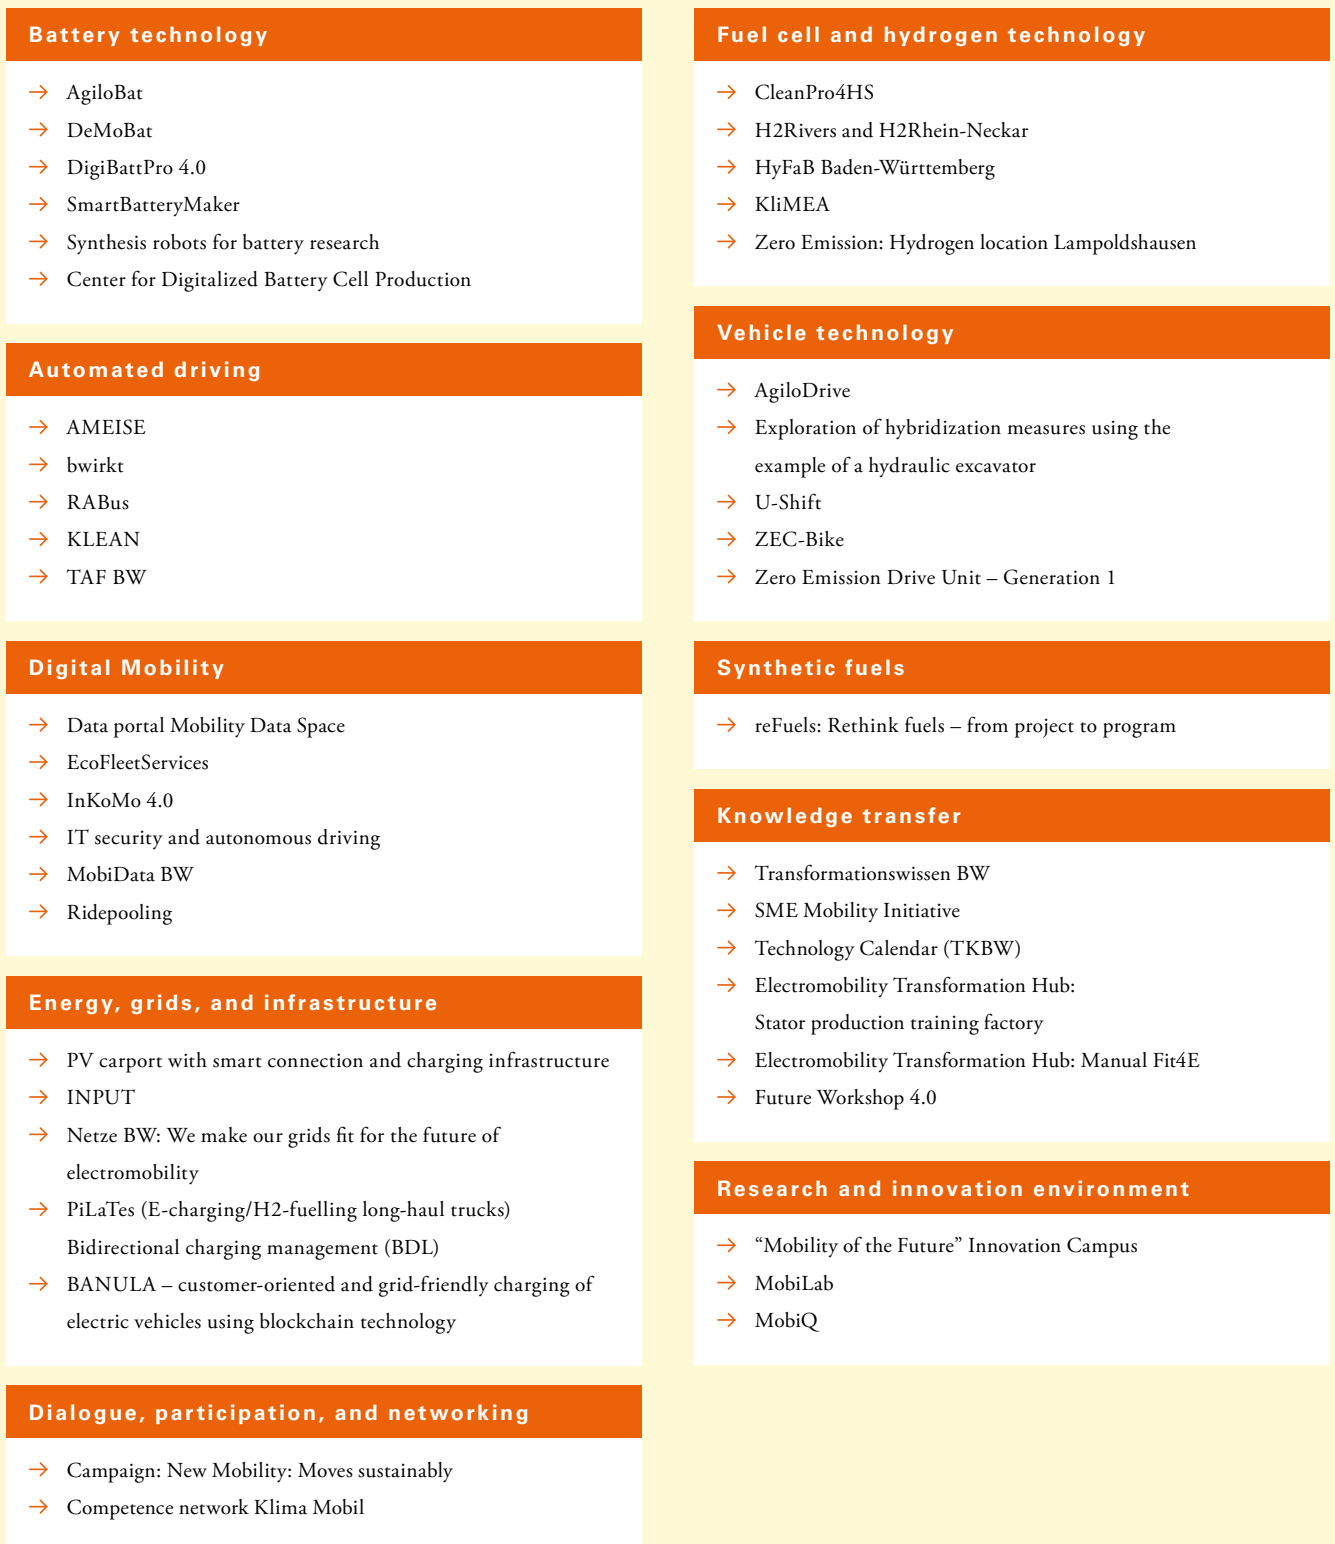 Battery technology
→ AgiloBat
→ DeMoBat
→ DigiBattPro 4.0
→ SmartBatteryMaker
→ Synthesis robots for battery research
→ Center for Digitalized Battery Cell Production
Automated driving
→ AMEISE
→ bwirkt
→ RABus
→ KLEAN
→ TAF BW
Digital Mobility
→ Data portal Mobility Data Space
→ EcoFleetServices
→ InKoMo 4.0
→ IT security and autonomous driving
→ MobiData BW
→ Ridepooling
Energy, grids, and infrastructure
→ PV carport with smart connection and charging infrastructure
→ INPUT
→ Netze BW: We make our grids fit for the future of
electromobility
→ PiLaTes (E-charging/H2-fuelling long-haul trucks)
Bidirectional charging management (BDL)
→ BANULA – customer-oriented and grid-friendly charging of
electric vehicles using blockchain technology
Dialogue, participation, and networking
→ Campaign: New Mobility: Moves sustainably
→ Competence network Klima Mobil
Fuel cell and hydrogen technology
→ CleanPro4HS
→ H2Rivers and H2Rhein-Neckar
→ HyFaB Baden-Württemberg
→ KliMEA
→ Zero Emission: Hydrogen location Lampoldshausen
Vehicle technology
→ AgiloDrive
→ Exploration of hybridization measures using the
example of a hydraulic excavator
→ U-Shift
→ ZEC-Bike
→ Zero Emission Drive Unit – Generation 1
Synthetic fuels
→ reFuels: Rethink fuels – from project to program
Knowledge transfer
→ Transformationswissen BW
→ SME Mobility Initiative
→ Technology Calendar (TKBW)
→ Electromobility Transformation Hub:
Stator production training factory
→ Electromobility Transformation Hub: Manual Fit4E
→ Future Workshop 4.0
Research and innovation environment
→ “Mobility of the Future” Innovation Campus
→ MobiLab
→ MobiQ